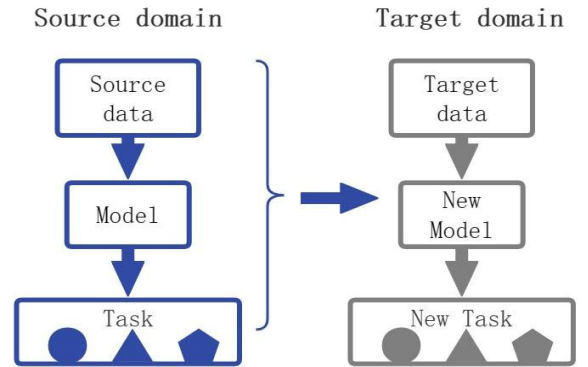 Source domain
Target domain
Source
data
Target
data
Model
New
Model
Task
New Task